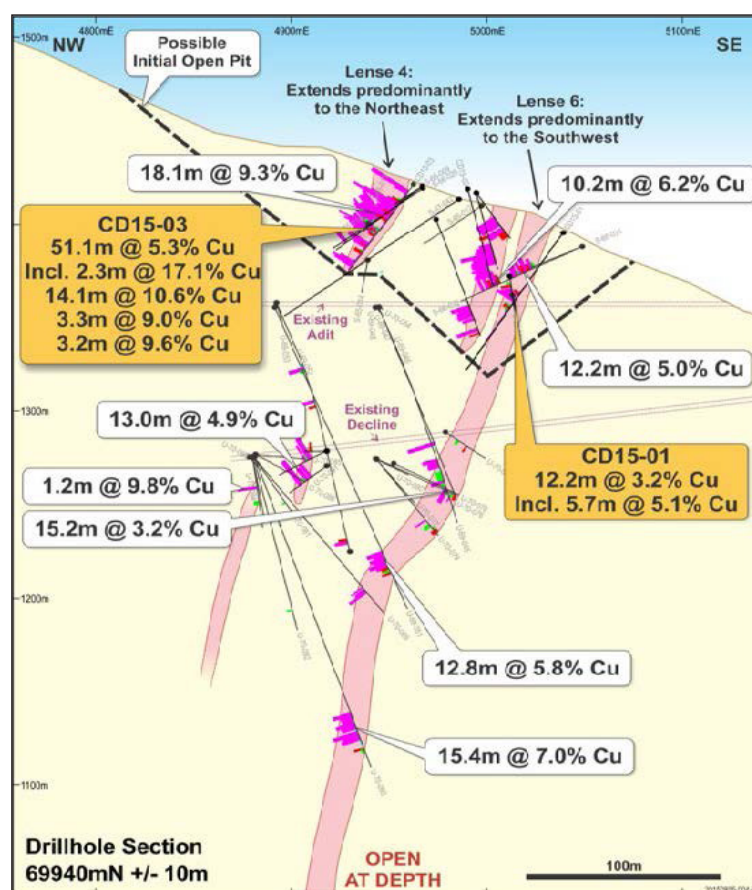 4800mE
4900mE
5000mE
5100mE
1500m
NW
SE
Possible
Initial Open Pit
Lense 4:
Extends predominantly
to the Northeast
Lense 6:
Extends predominantly
to the Southwest
18.1m @ 9.3% Cu
10.2m @ 6.2% Cu
CD15-03
51.1m @ 5.3% Cu
Incl. 2.3m @ 17.1% Cu
14.1m @ 10.6% Cu
3.3m @ 9.0% Cu
3.2m @ 9.6% Cu
Existing
Adit
12.2m @ 5.0% Cu
1300m
13.0m @ 4.9% Cu
Existing
Decline
CD15-01
12.2m @ 3.2% Cu
Incl. 5.7m @ 5.1% Cu
1.2m @ 9.8% Cu
15.2m @ 3.2% Cu
1200m
12.8m @ 5.8% Cu
15.4m @ 7.0% Cu
1100m
Drillhole Section
69940mN +/- 10m
OPEN
AT DEPTH
100m